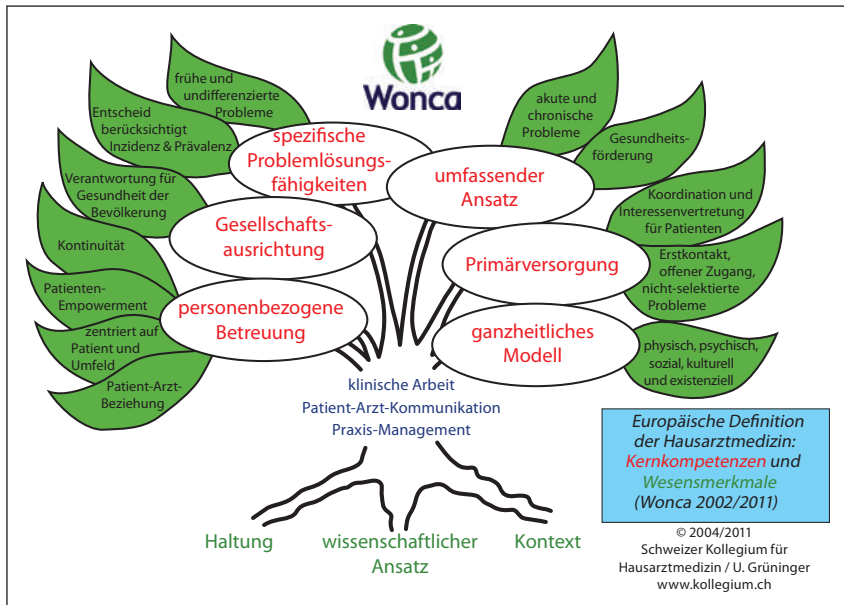 Wonca
frühe und
undifferenzierte
Probleme
Entscheid
berücksichtigt
Inzidenz & Prävalenz
spezifische
Problemlösungs-
fähigkeiten
Verantwortung für
Gesundheit der
Bevölkerung
Gesellschafts-
ausrichtung
Kontinuität
Patienten-
Empowerment
zentriert auf
Patient und
Umfeld
Patient-Arzt-
Beziehung
personenbezogene
Betreuung
akute und
chronische
Probleme
Gesundheits-
förderung
umfassender
Ansatz
Koordination und
Interessenvertretung
für Patienten
Erstkontakt,
offener Zugang,
nicht-selektierte
Probleme
Primärversorgung
ganzheitliches
Modell
physisch, psychisch,
sozial, kulturell
und existenziell
klinische Arbeit
Patient-Arzt-Kommunikation
Praxis-Management
Haltung
wissenschaftlicher
Ansatz
Kontext
Europäische Definition
der Hausarztmedizin:
Kernkompetenzen und
Wesensmerkmale
(Wonca 2002/2011)
© 2004/2011
Schweizer Kollegium für
Hausarztmedizin / U. Grüninger
www.kollegium.ch